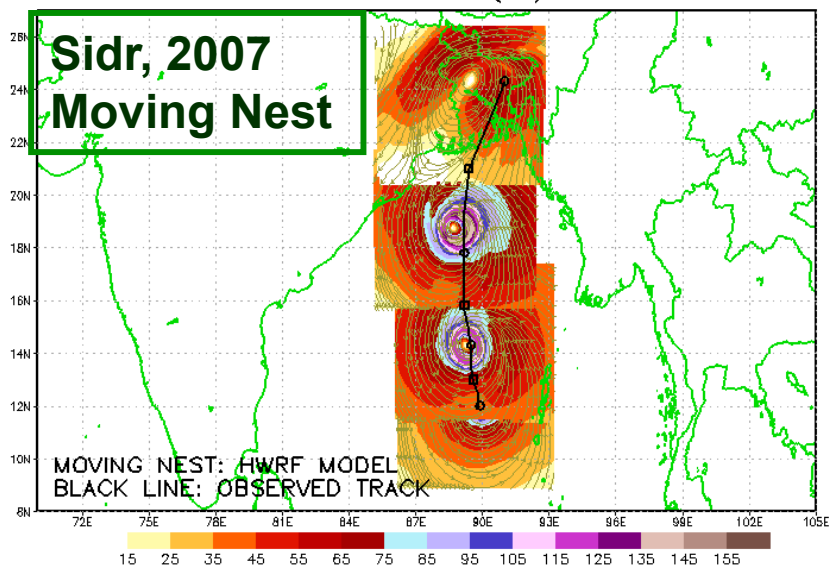 Sidr, 2007
Moving Nest
28N
26N
24N
22N
20N
18N
16N
14N
12N
10N
8N
MOVING NEST: HWRF MODEL
BLACK LINE: OBSERVED TRACK
72E 75E 78E 81E 84E 87E 90E 93E 96E 99E 102E 105E
15 25 35 45 55 65 75 85 95 105 115 125 135 145 155